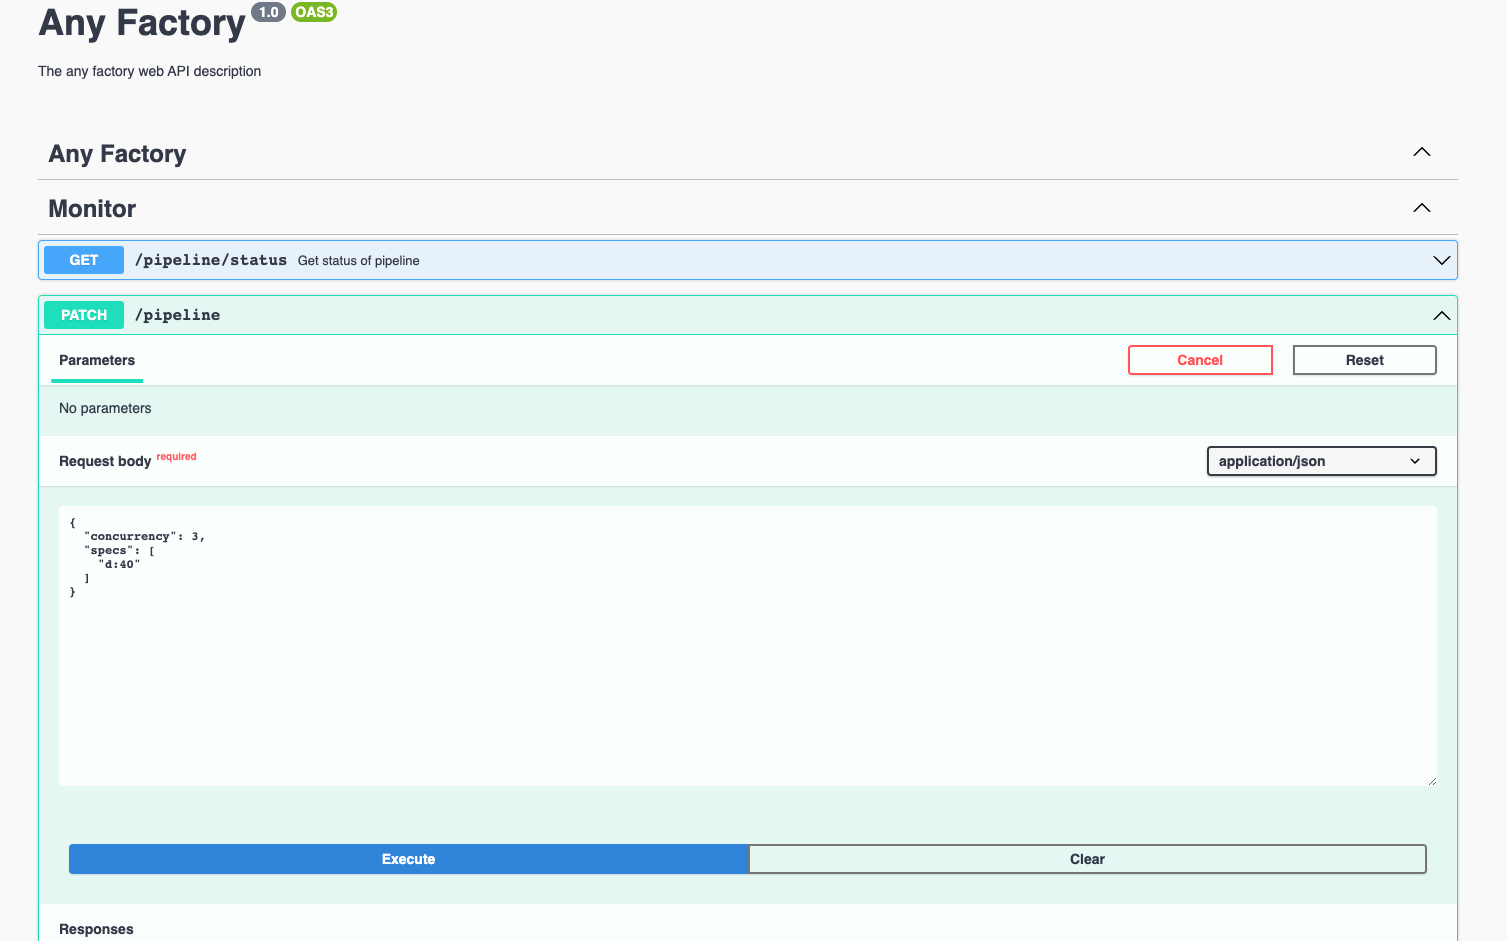 Any Factory 1.0 OAS3
The any factory web API description
Any Factory
Monitor
GET /pipeline/status Get status of pipeline
PATCH /pipeline
Parameters Cancel Reset
No parameters
Request body required application/json
{
  "concurrency": 3,
  "specs": [
    "d:40"
  ]
}
Execute Clear
Responses